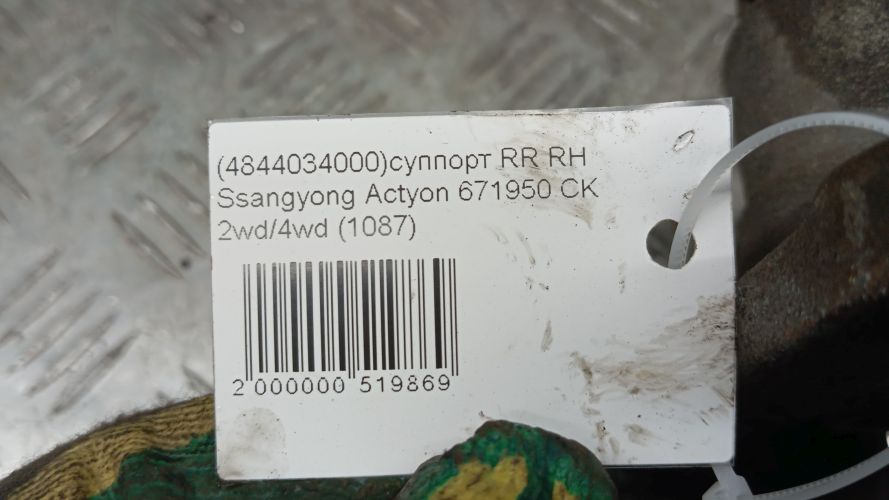 (4844034000)суппорт RR RH
Ssangyong Actyon 671950 CK
2wd/4wd (1087)
2 000000 519869